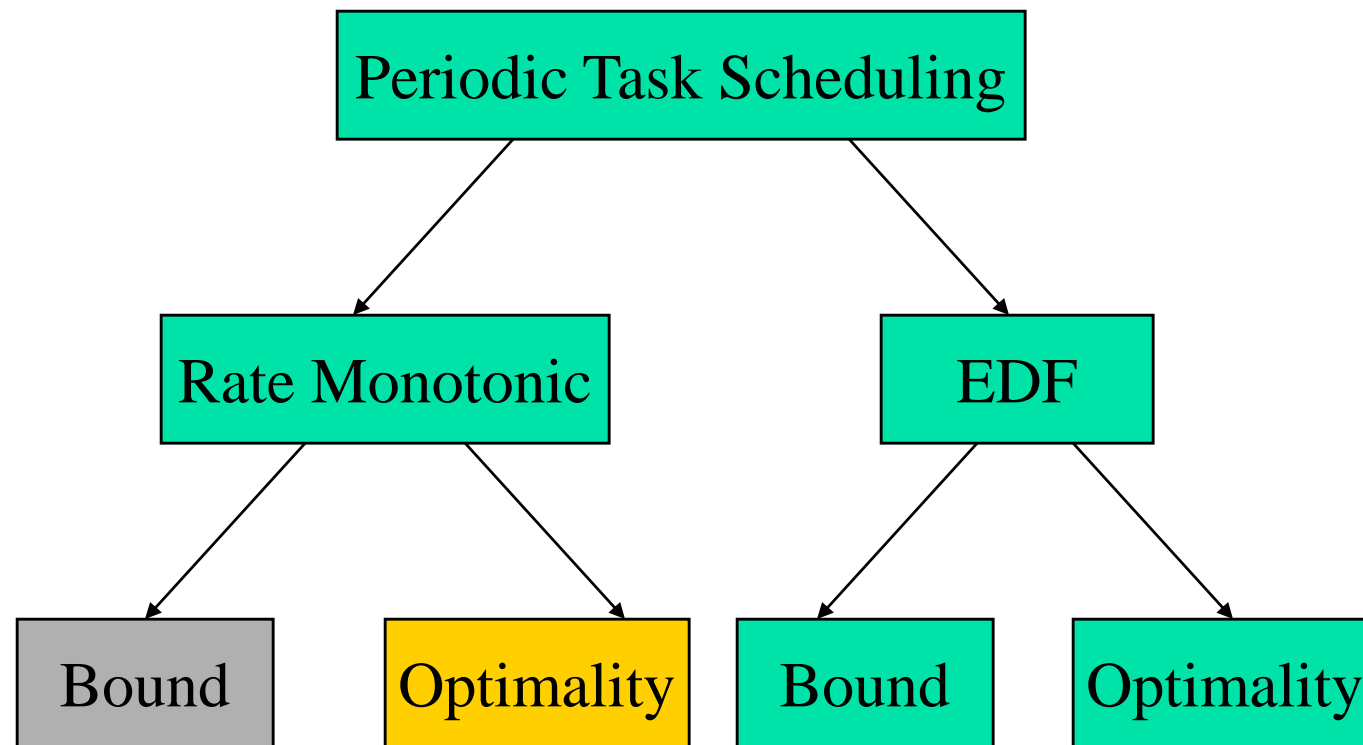 Periodic Task Scheduling
Rate Monotonic
EDF
Bound
Optimality
Bound
Optimality